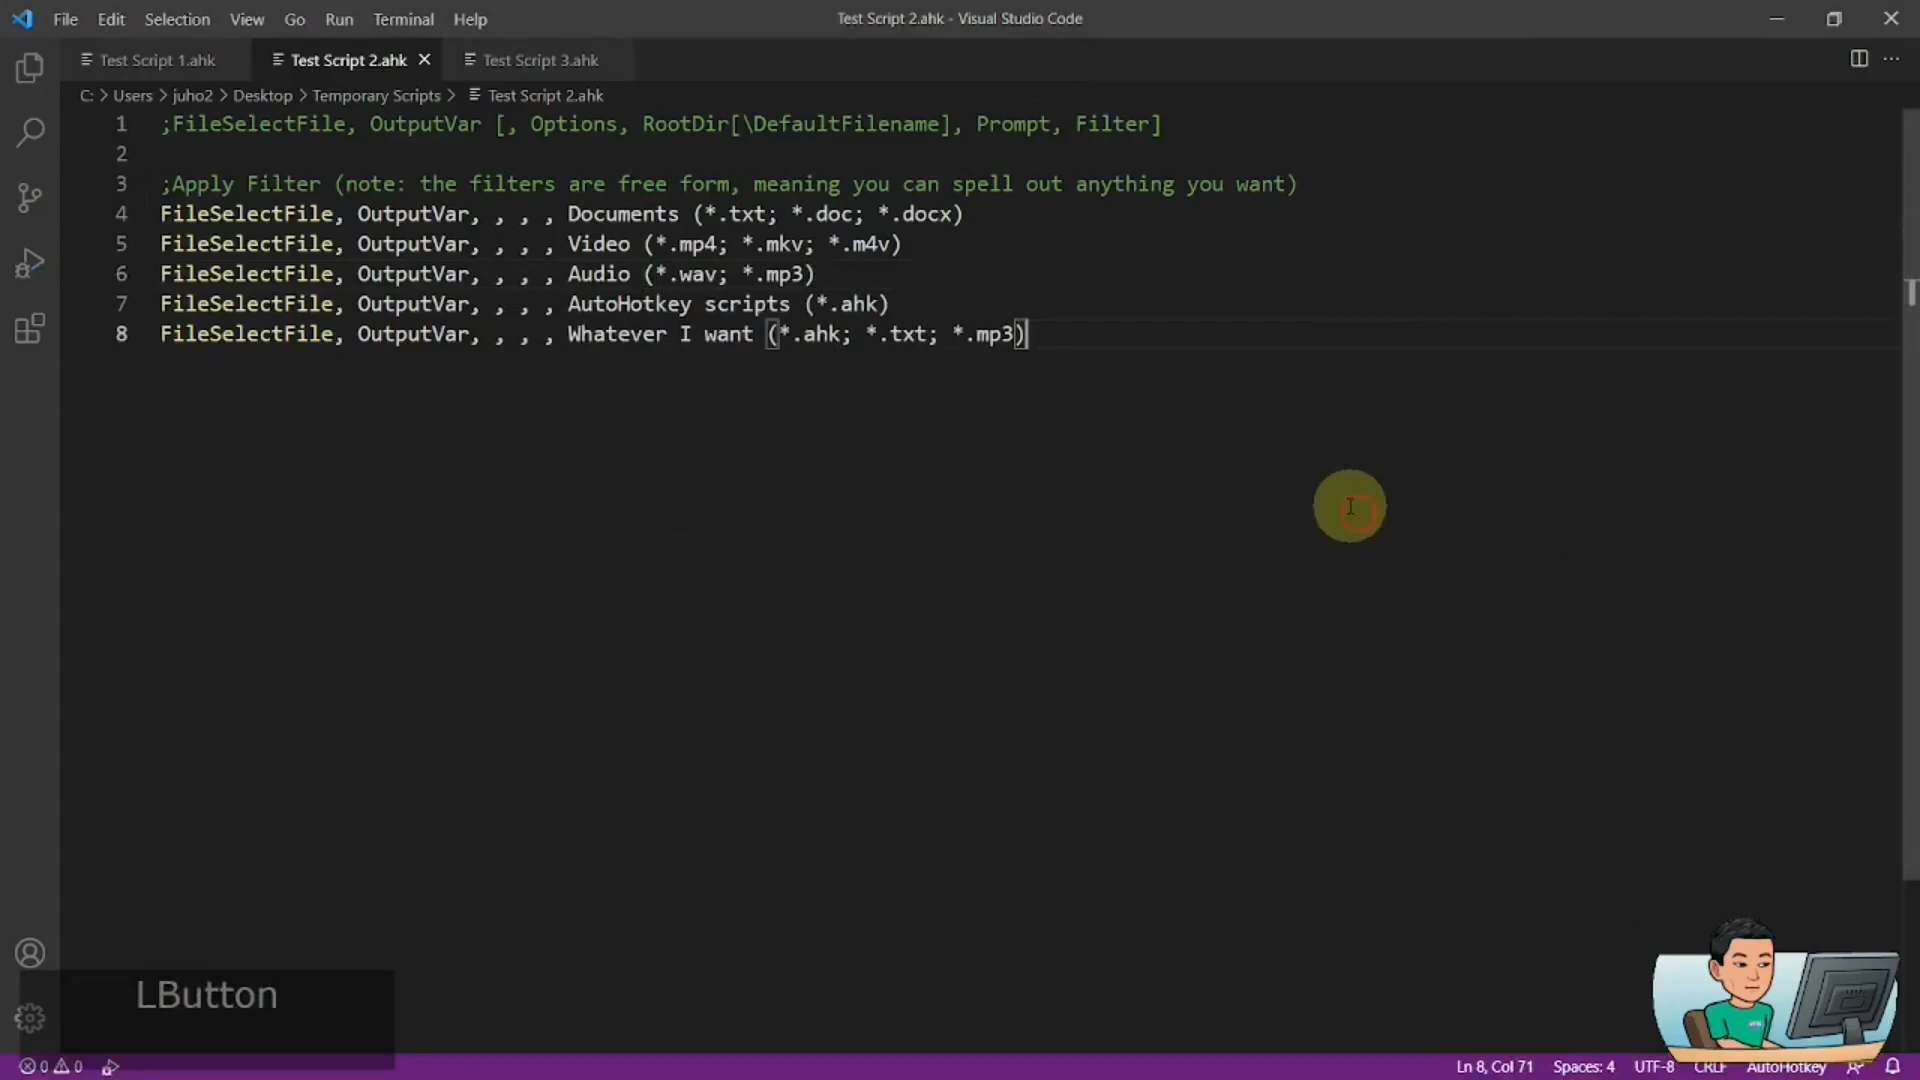 File Edit Selection View Go Run Terminal Help
Test Script 2.ahk - Visual Studio Code
Test Script 1.ahk
Test Script 2.ahk
Test Script 3.ahk
C: > Users > juho2 > Desktop > Temporary Scripts > Test Script 2.ahk
1 ;FileSelectFile, OutputVar [, Options, RootDir[\DefaultFilename], Prompt, Filter]
2
3 ;Apply Filter (note: the filters are free form, meaning you can spell out anything you want)
4 FileSelectFile, OutputVar, , , , Documents (*.txt; *.doc; *.docx)
5 FileSelectFile, OutputVar, , , , Video (*.mp4; *.mkv; *.m4v)
6 FileSelectFile, OutputVar, , , , Audio (*.wav; *.mp3)
7 FileSelectFile, OutputVar, , , , AutoHotkey scripts (*.ahk)
8 FileSelectFile, OutputVar, , , , Whatever I want (*.ahk; *.txt; *.mp3)
LButton
0 0
Ln 8, Col 71 Spaces: 4 UTF-8 CRLF AutoHotkey